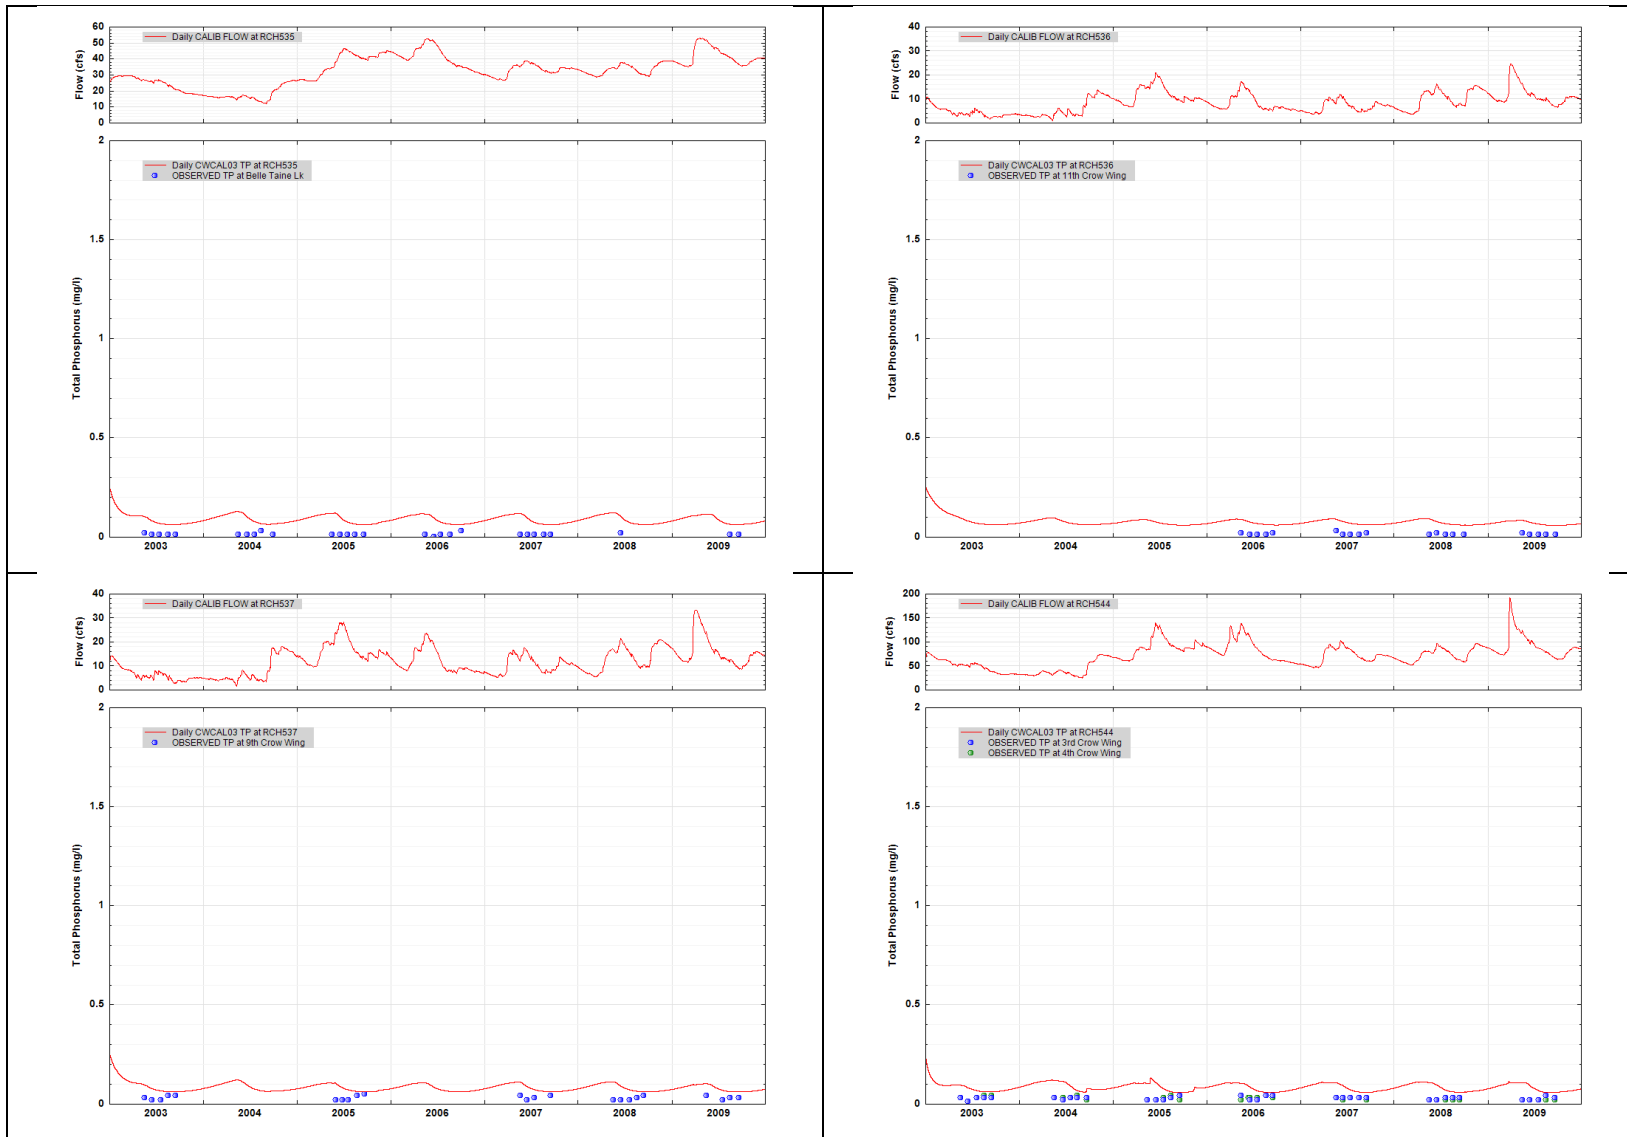 60
50
40
30
20
10
0
Flow (cfs)
Daily CALIB FLOW at RCH535
2
1.5
1
0.5
0
Total Phosphorus (mg/l)
Daily CWCAL03 TP at RCH535
OBSERVED TP at Belle Taine Lk
2003 2004 2005 2006 2007 2008 2009
40
30
20
10
0
Flow (cfs)
Daily CALIB FLOW at RCH536
2
1.5
1
0.5
0
Total Phosphorus (mg/l)
Daily CWCAL03 TP at RCH536
OBSERVED TP at 11th Crow Wing
2003 2004 2005 2006 2007 2008 2009
40
30
20
10
0
Flow (cfs)
Daily CALIB FLOW at RCH537
2
1.5
1
0.5
0
Total Phosphorus (mg/l)
Daily CWCAL03 TP at RCH537
OBSERVED TP at 9th Crow Wing
2003 2004 2005 2006 2007 2008 2009
200
150
100
50
0
Flow (cfs)
Daily CALIB FLOW at RCH544
2
1.5
1
0.5
0
Total Phosphorus (mg/l)
Daily CWCAL03 TP at RCH544
OBSERVED TP at 3rd Crow Wing
OBSERVED TP at 4th Crow Wing
2003 2004 2005 2006 2007 2008 2009